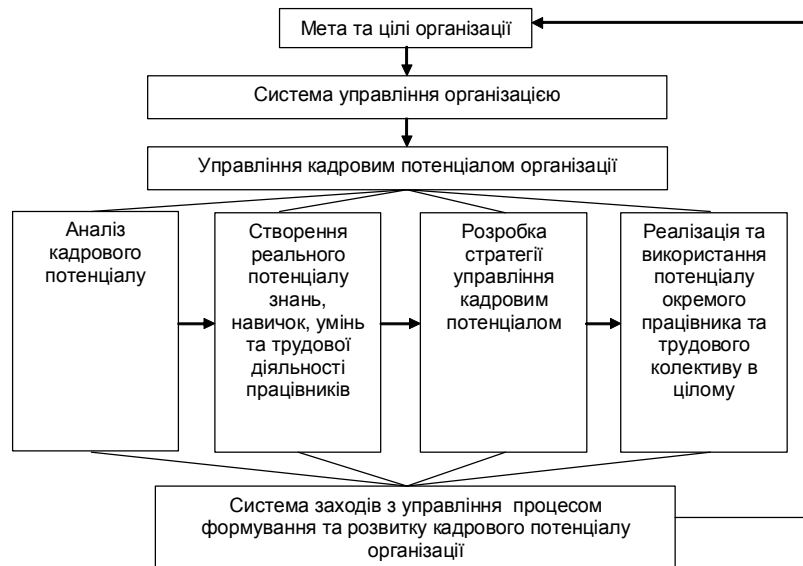 Мета та цілі організації
Система управління організацією
Управління кадровим потенціалом організації
Аналіз
кадрового
потенціалу
Створення
реального
потенціалу
знань,
навичок, умінь
та трудової
діяльності
працівників
Розробка
стратегії
управління
кадровим
потенціалом
Реалізація та
використання
потенціалу
окремого
працівника та
трудового
колективу в
цілому
Система заходів з управління процесом
формування та розвитку кадрового потенціалу
організації